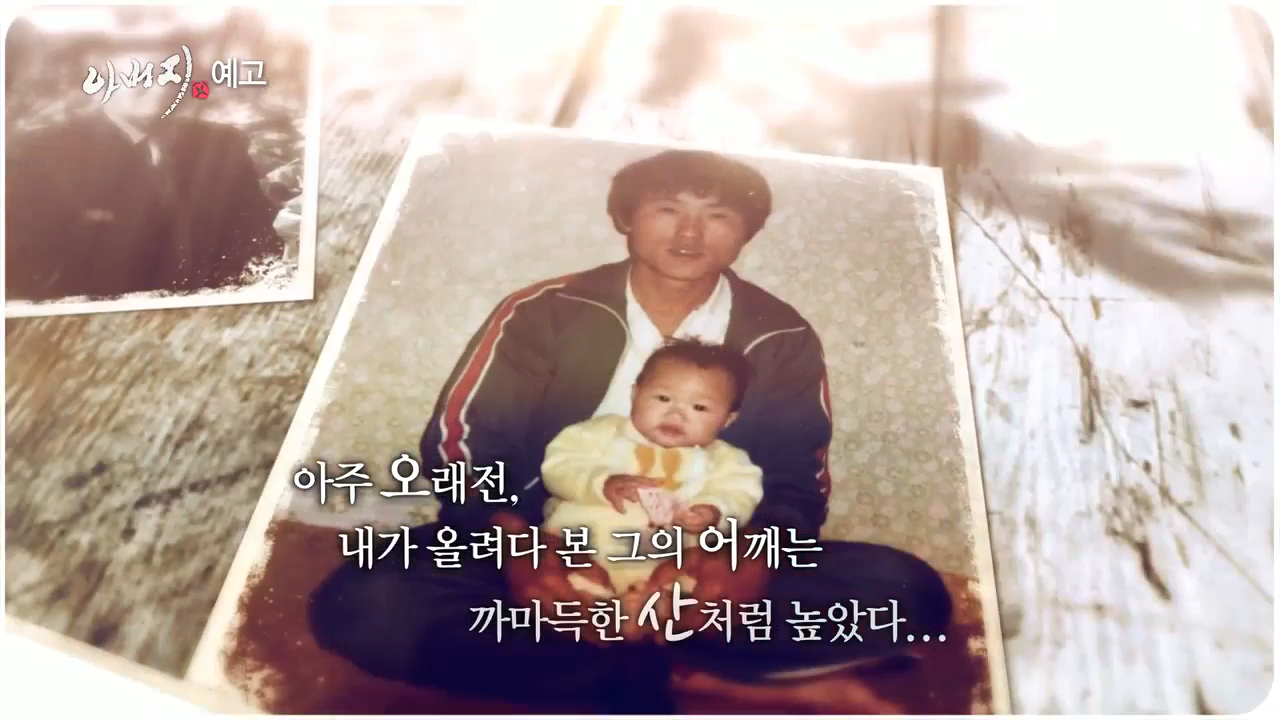 아버지 예고
아주 오래전,
내가 올려다 본 그의 어깨는
까마득한 산처럼 높았다...